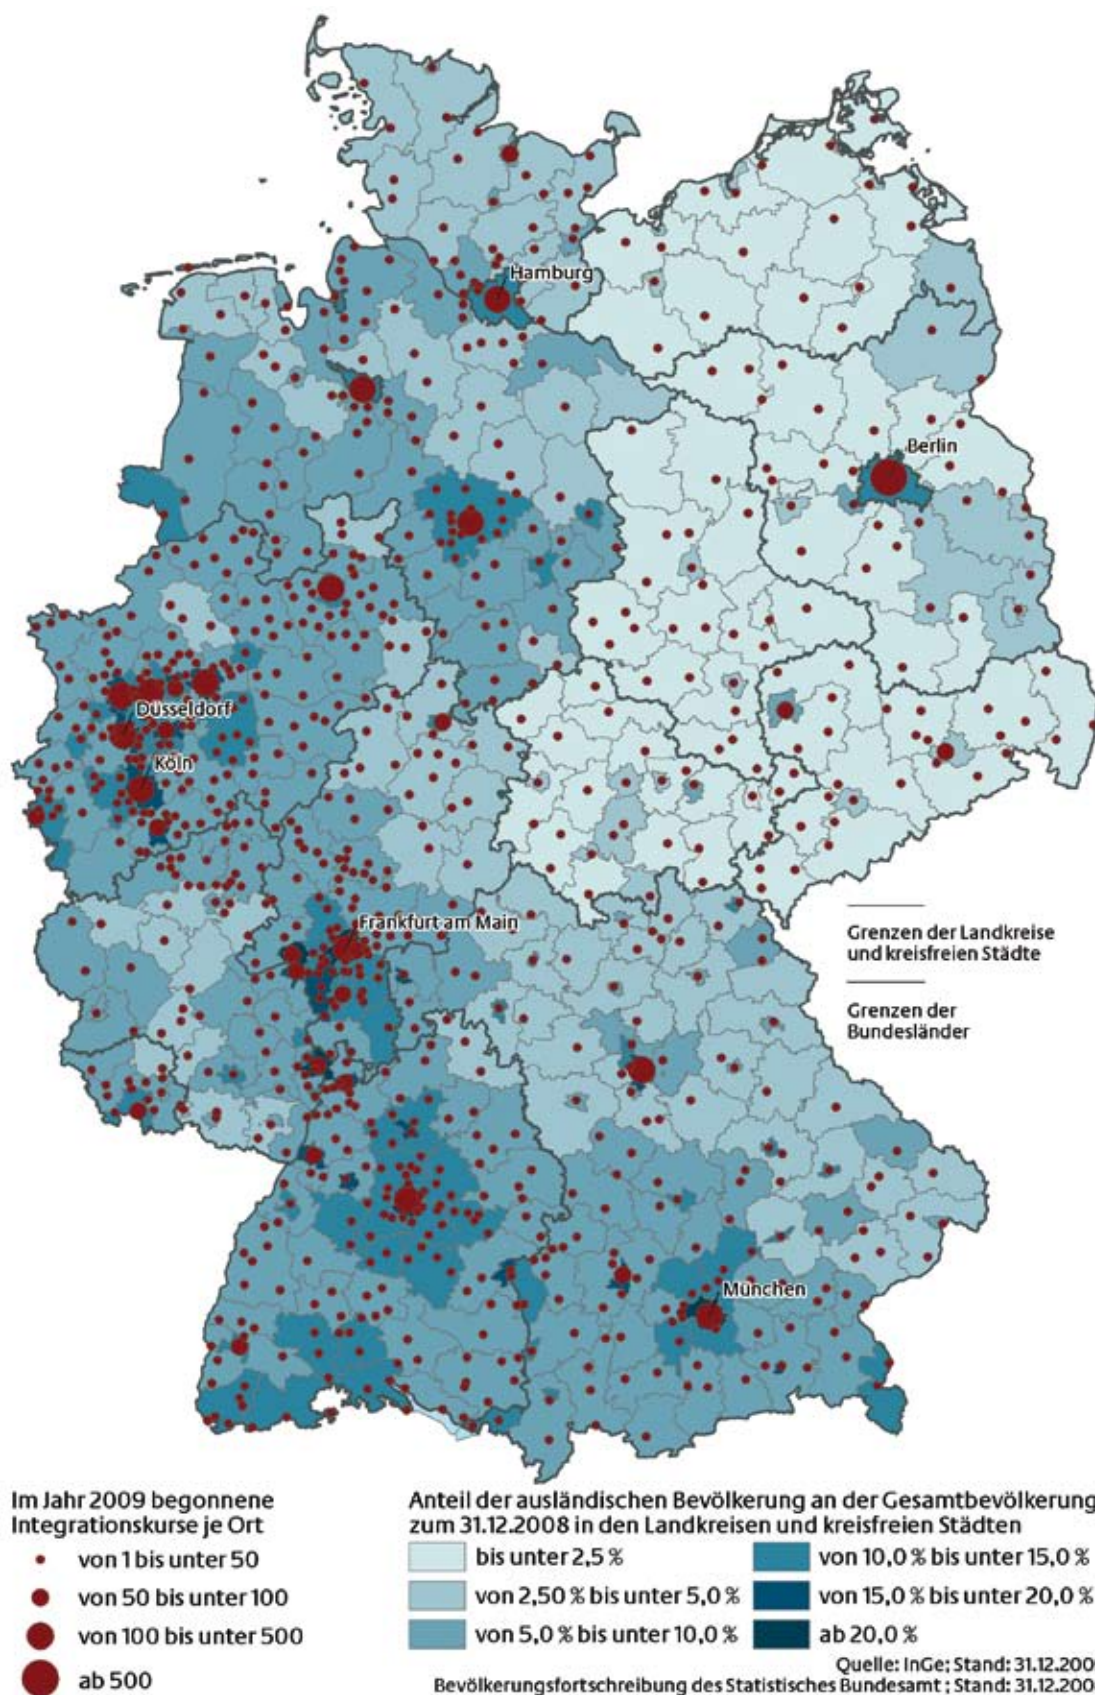 Hamburg
Berlin
Düsseldorf
Köln
Frankfurt am Main
Grenzen der Landkreise
und kreisfreien Städte
Grenzen der
Bundesländer
München
Im Jahr 2009 begonnene
Integrationskurse je Ort
von 1 bis unter 50
von 50 bis unter 100
von 100 bis unter 500
ab 500
Anteil der ausländischen Bevölkerung an der Gesamtbevölkerung
zum 31.12.2008 in den Landkreisen und kreisfreien Städten
bis unter 2,5 %
von 2,50 % bis unter 5,0 %
von 5,0 % bis unter 10,0 %
von 10,0 % bis unter 15,0 %
von 15,0 % bis unter 20,0 %
ab 20,0 %
Quelle: InGe; Stand: 31.12.200
Bevölkerungsfortschreibung des Statistischen Bundesamt ; Stand: 31.12.200